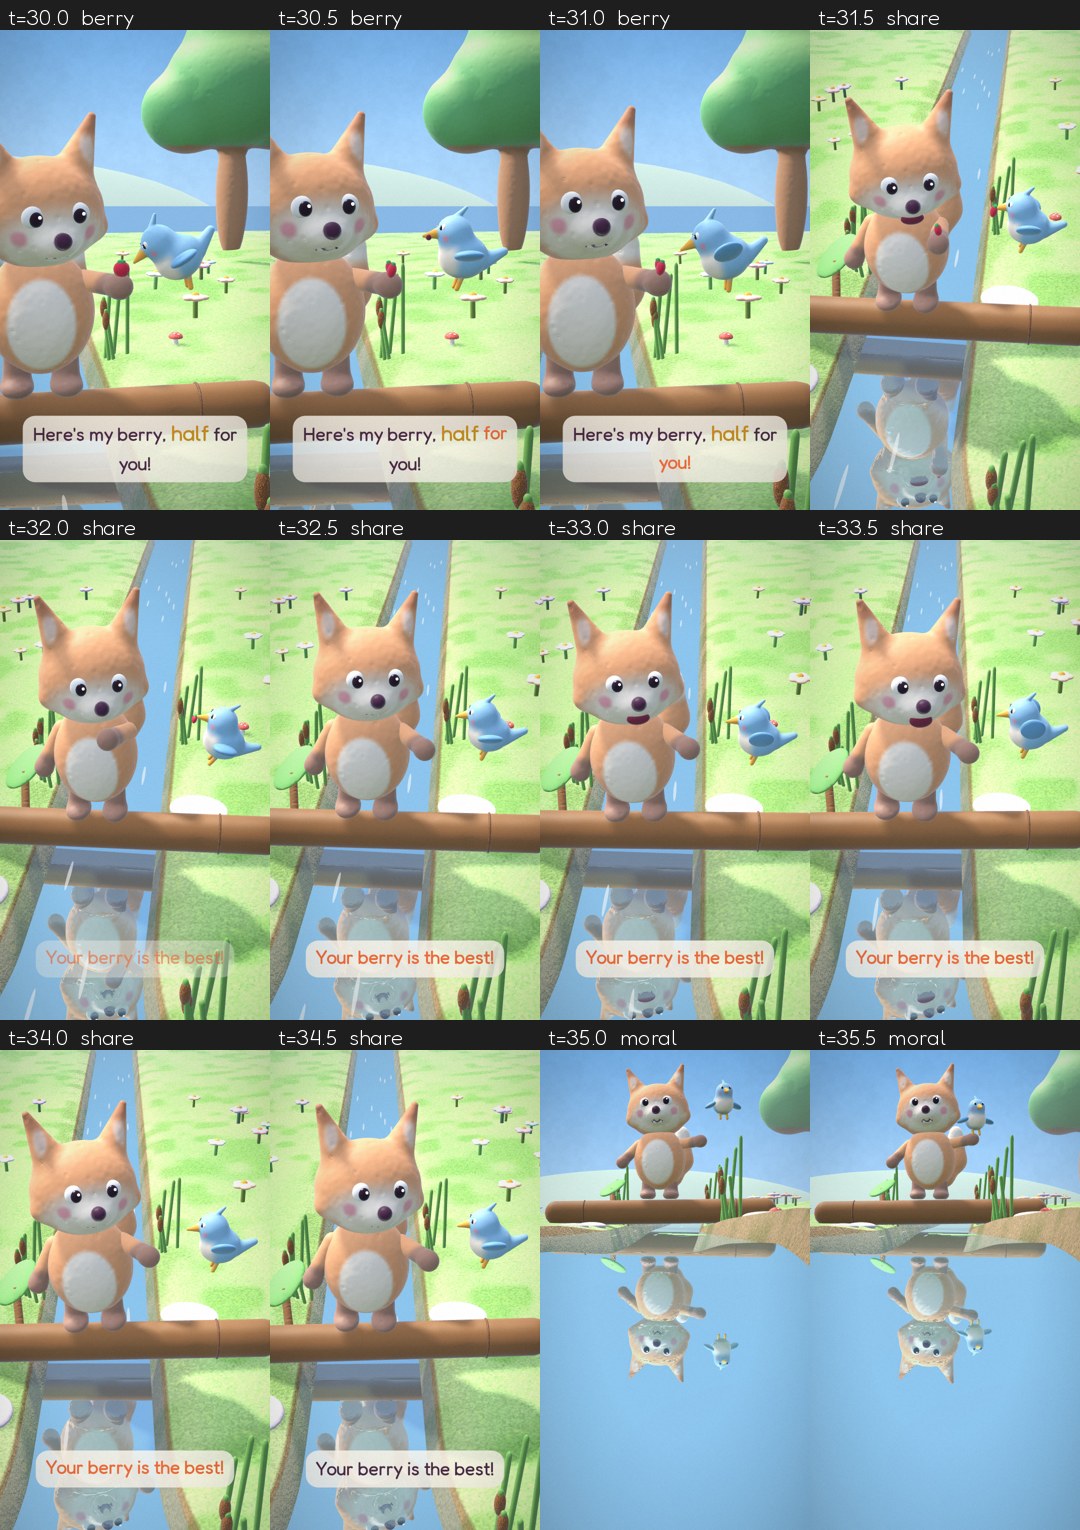 t=30.0 berry
t=30.5 berry
t=31.0 berry
t=31.5 share
Here's my berry, half for
you!
Here's my berry, half for
you!
Here's my berry, half for
you!
t=32.0 share
t=32.5 share
t=33.0 share
t=33.5 share
Your berry is the best!
Your berry is the best!
Your berry is the best!
Your berry is the best!
t=34.0 share
t=34.5 share
t=35.0 moral
t=35.5 moral
Your berry is the best!
Your berry is the best!